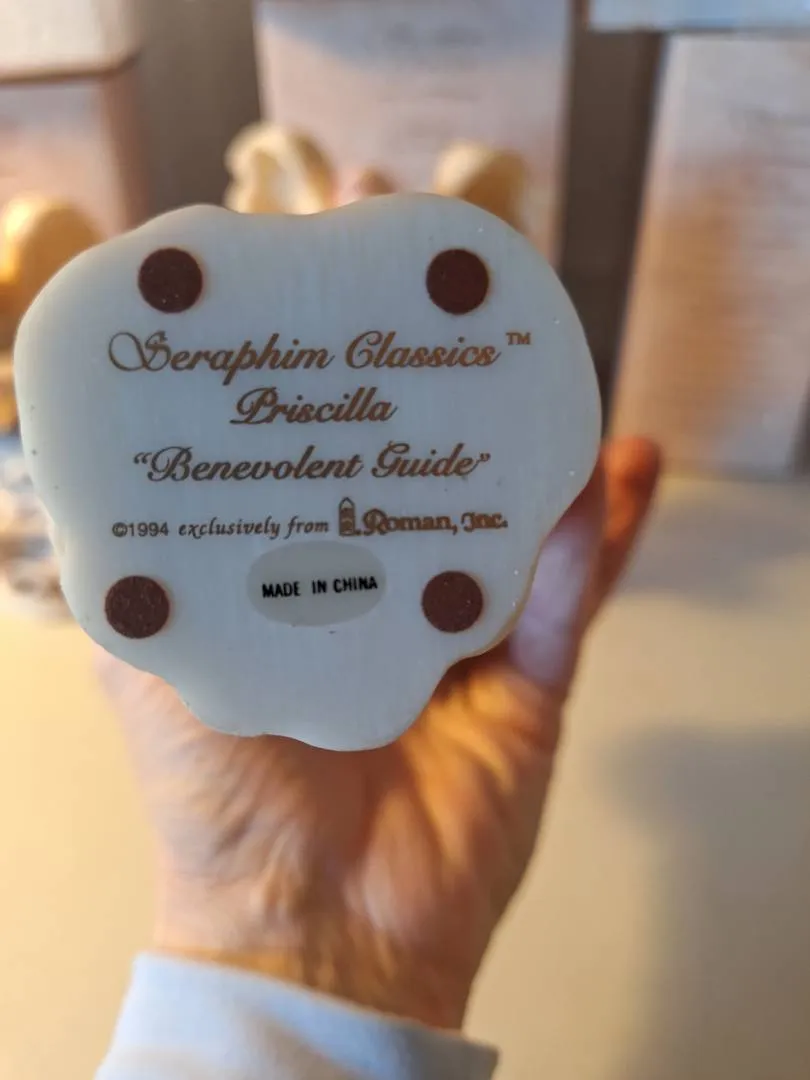 Seraphim Classics™
Priscilla
“Benevolent Guide”
©1994 exclusively from Roman, Inc.
MADE IN CHINA